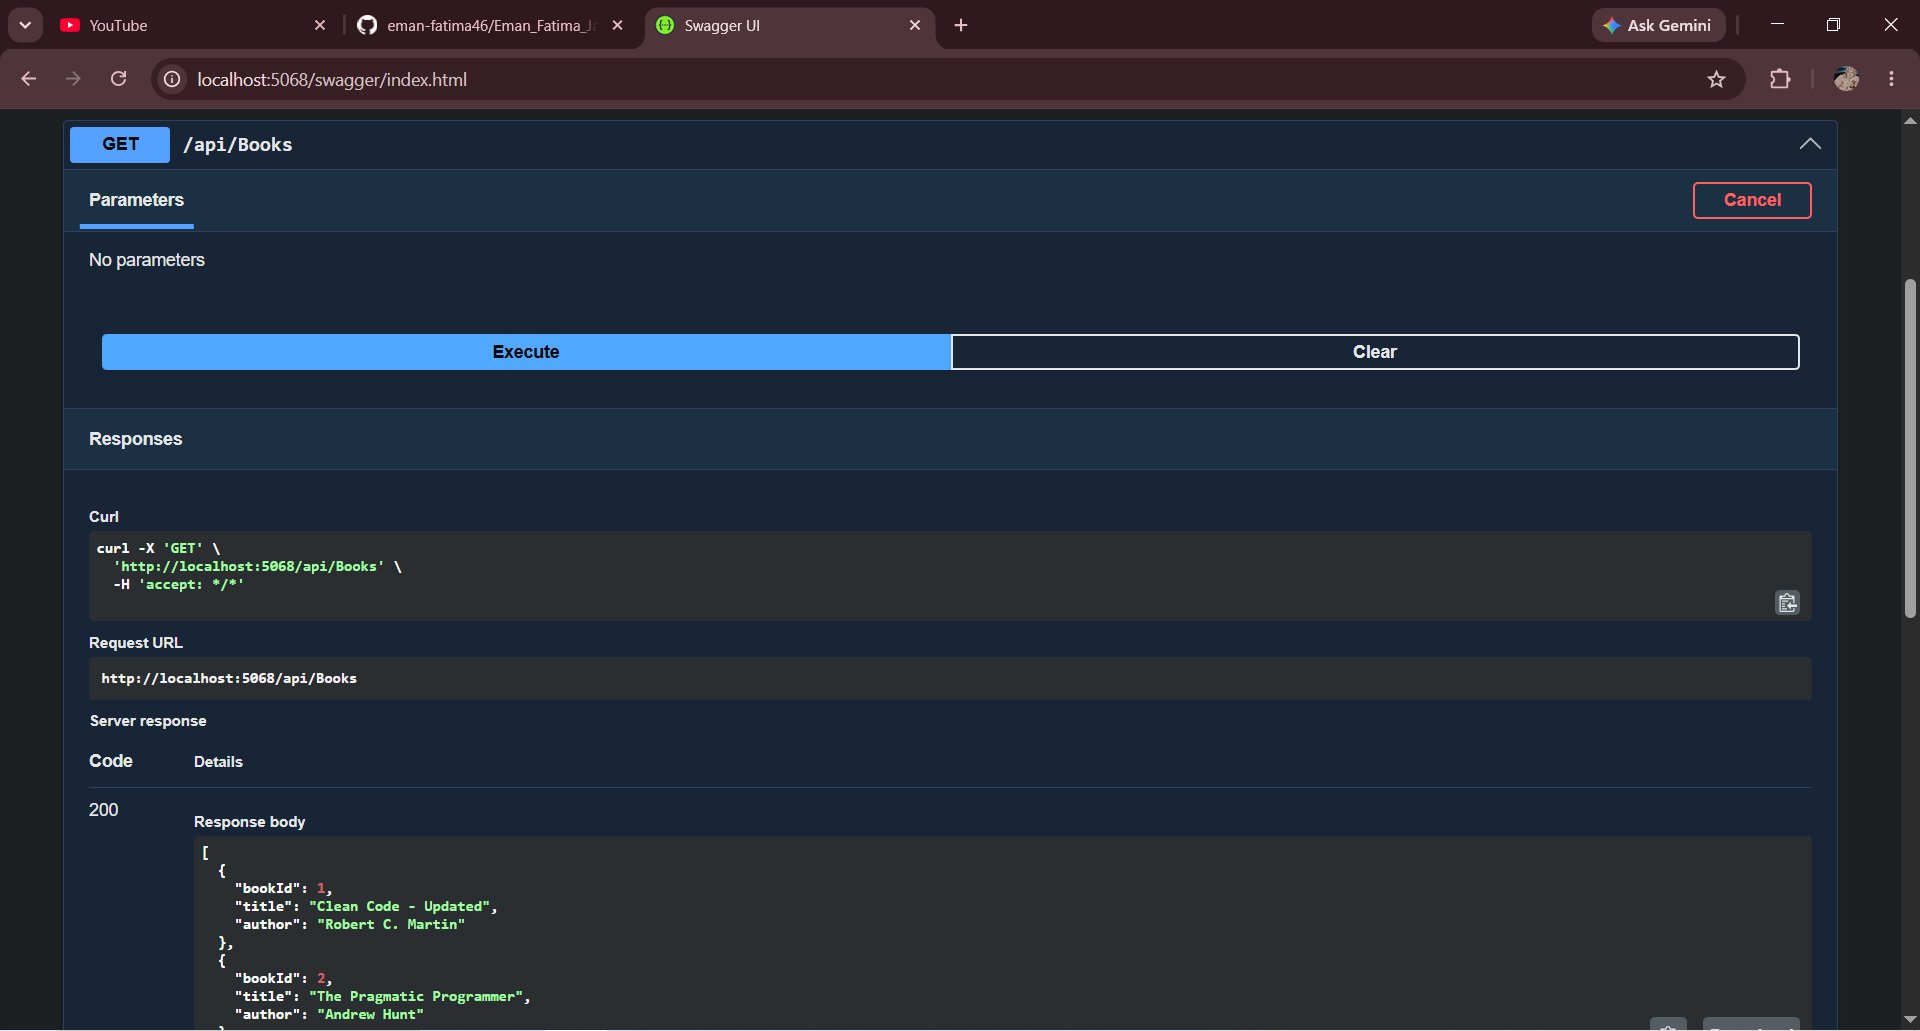 YouTube
eman-fatima46/Eman_Fatima_J
Swagger UI
Ask Gemini
localhost:5068/swagger/index.html
GET /api/Books
Parameters
Cancel
No parameters
Execute
Clear
Responses
Curl
curl -X 'GET' \
'http://localhost:5068/api/Books' \
-H 'accept: */*'
Request URL
http://localhost:5068/api/Books
Server response
Code Details
200
Response body
[
{
"bookId": 1,
"title": "Clean Code - Updated",
"author": "Robert C. Martin"
},
{
"bookId": 2,
"title": "The Pragmatic Programmer",
"author": "Andrew Hunt"